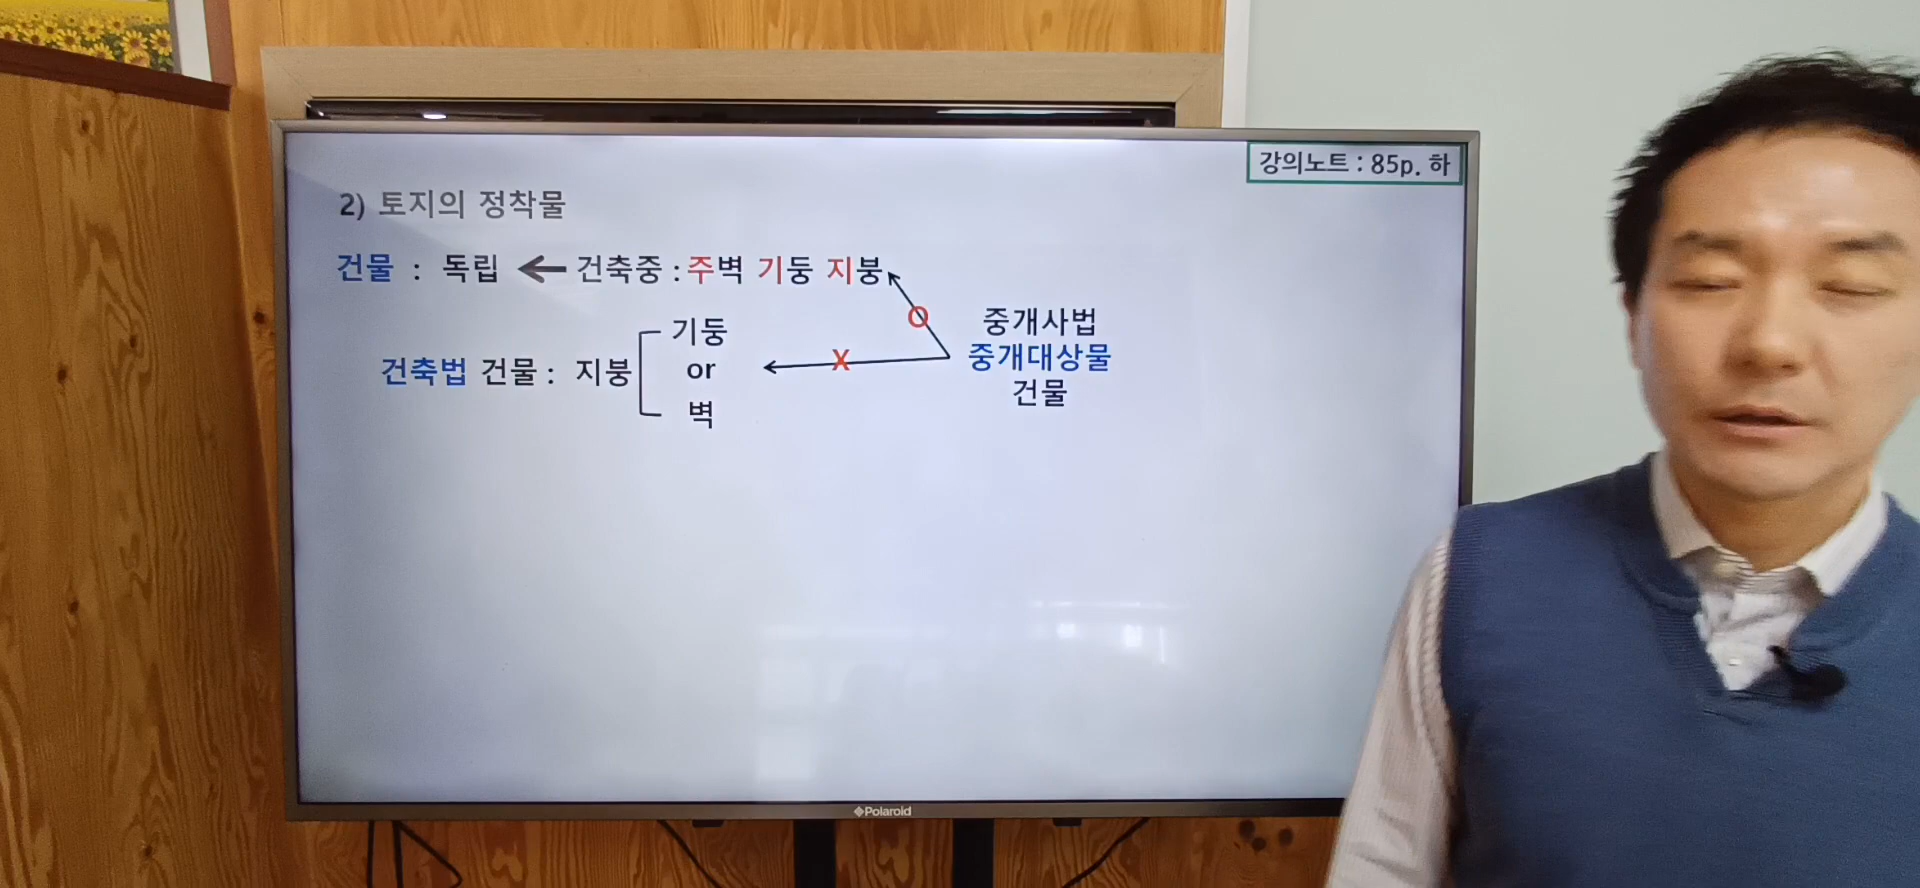 강의노트 : 85p. 하
2) 토지의 정착물
건물 : 독립 ← 건축중 : 주벽 기둥 지붕
O
중개사법
기둥
건축법 건물 : 지붕
or
X
중개대상물
벽
건물
Polaroid